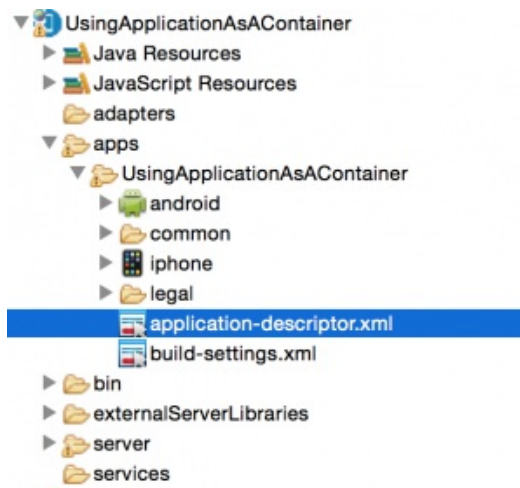 UsingApplicationAsAContainer
Java Resources
JavaScript Resources
adapters
apps
UsingApplicationAsAContainer
android
common
iphone
legal
application-descriptor.xml
build-settings.xml
bin
externalServerLibraries
server
services